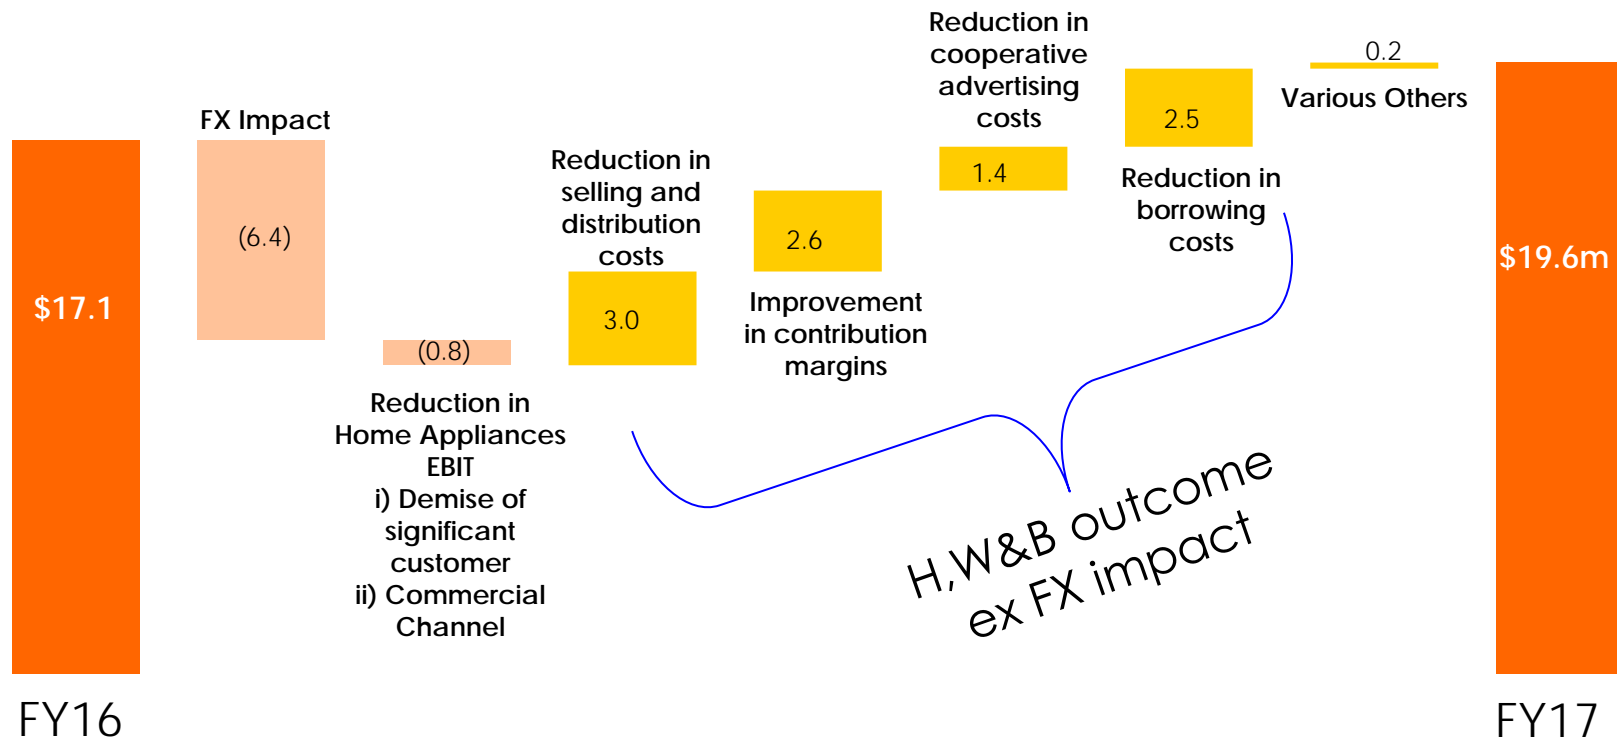 $17.1
FY16
FX Impact
(6.4)
(0.8)
Reduction in
Home Appliances
EBIT
i) Demise of
significant
customer
ii) Commercial
Channel
Reduction in
selling and
distribution
costs
3.0
2.6
Improvement
in contribution
margins
Reduction in
cooperative
advertising
costs
1.4
2.5
Reduction in
borrowing
costs
0.2
Various Others
H,W&B outcome
ex FX impact
$19.6m
FY17